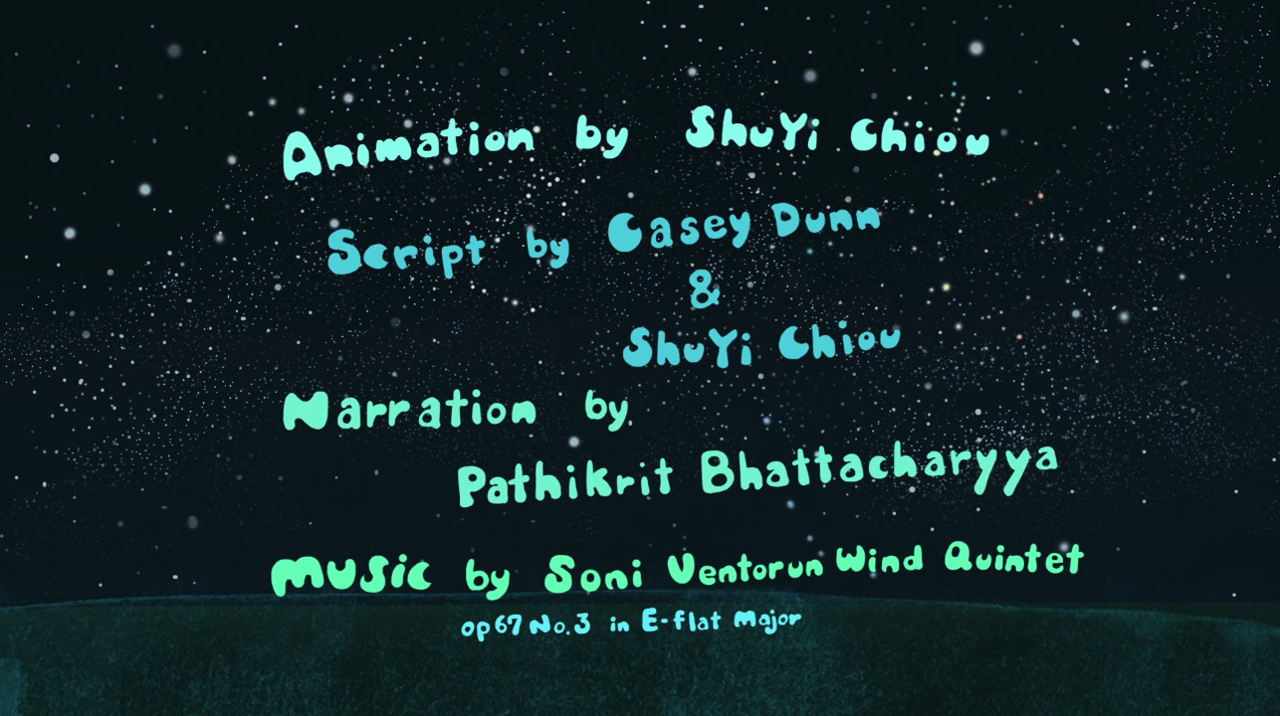 Animation by ShuYi Chiou
Script by Casey Dunn
&
ShuYi Chiou
Narration by
Pathikrit Bhattacharyya
Music by Soni Ventorun Wind Quintet
op67 No.3 in E-flat Major